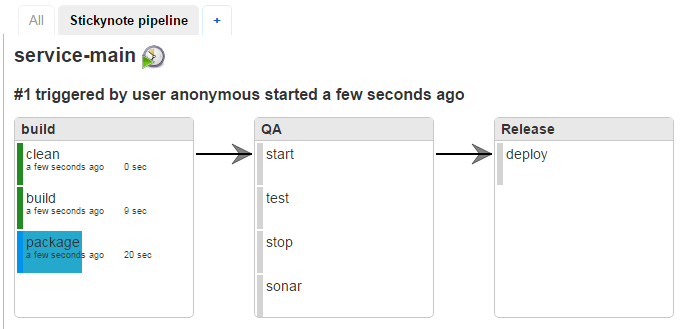 All Stickynote pipeline +
service-main
#1 triggered by user anonymous started a few seconds ago
build
clean
a few seconds ago 0 sec
build
a few seconds ago 9 sec
package
a few seconds ago 20 sec
QA
start
test
stop
sonar
Release
deploy